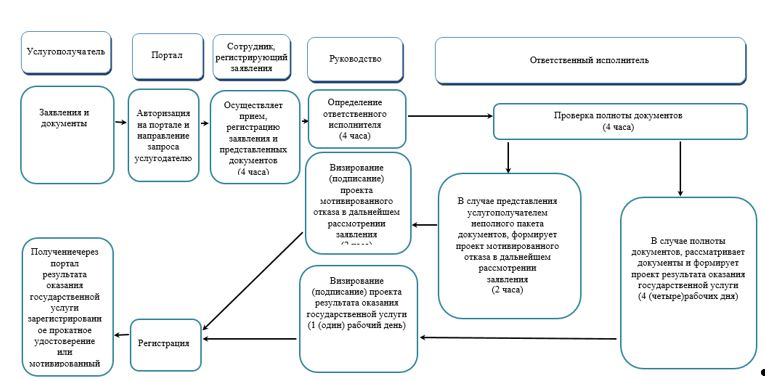 Услугополучатель
Портал
Сотрудник,
регистрирующий
заявления
Руководство
Ответственный исполнитель
Заявления и
документы
Авторизация
на портале и
направление
запроса
услугодателю
Осуществляет
прием,
регистрацию
заявления и
представленных
документов
(4 часа)
Определение
ответственного
исполнителя
(4 часа)
Проверка полноты документов
(4 часа)
Визирование
(подписание)
проекта
мотивированного
отказа в дальнейшем
рассмотрении
заявления
(2 часа)
В случае представления
услугополучателем
неполного пакета
документов, формирует
проект мотивированного
отказа в дальнейшем
рассмотрении
заявления
(2 часа)
В случае полноты
документов, рассматривает
документы и формирует
проект результата оказания
государственной услуги
(4 (четыре)рабочих дня)
Получениечерез
портал
результата
оказания
государственной
услуги
зарегистрированн
ое прокатное
удостоверение
или
мотивированный
Регистрация
Визирование
(подписание) проекта
результата оказания
государственной услуги
(1 (один) рабочий день)